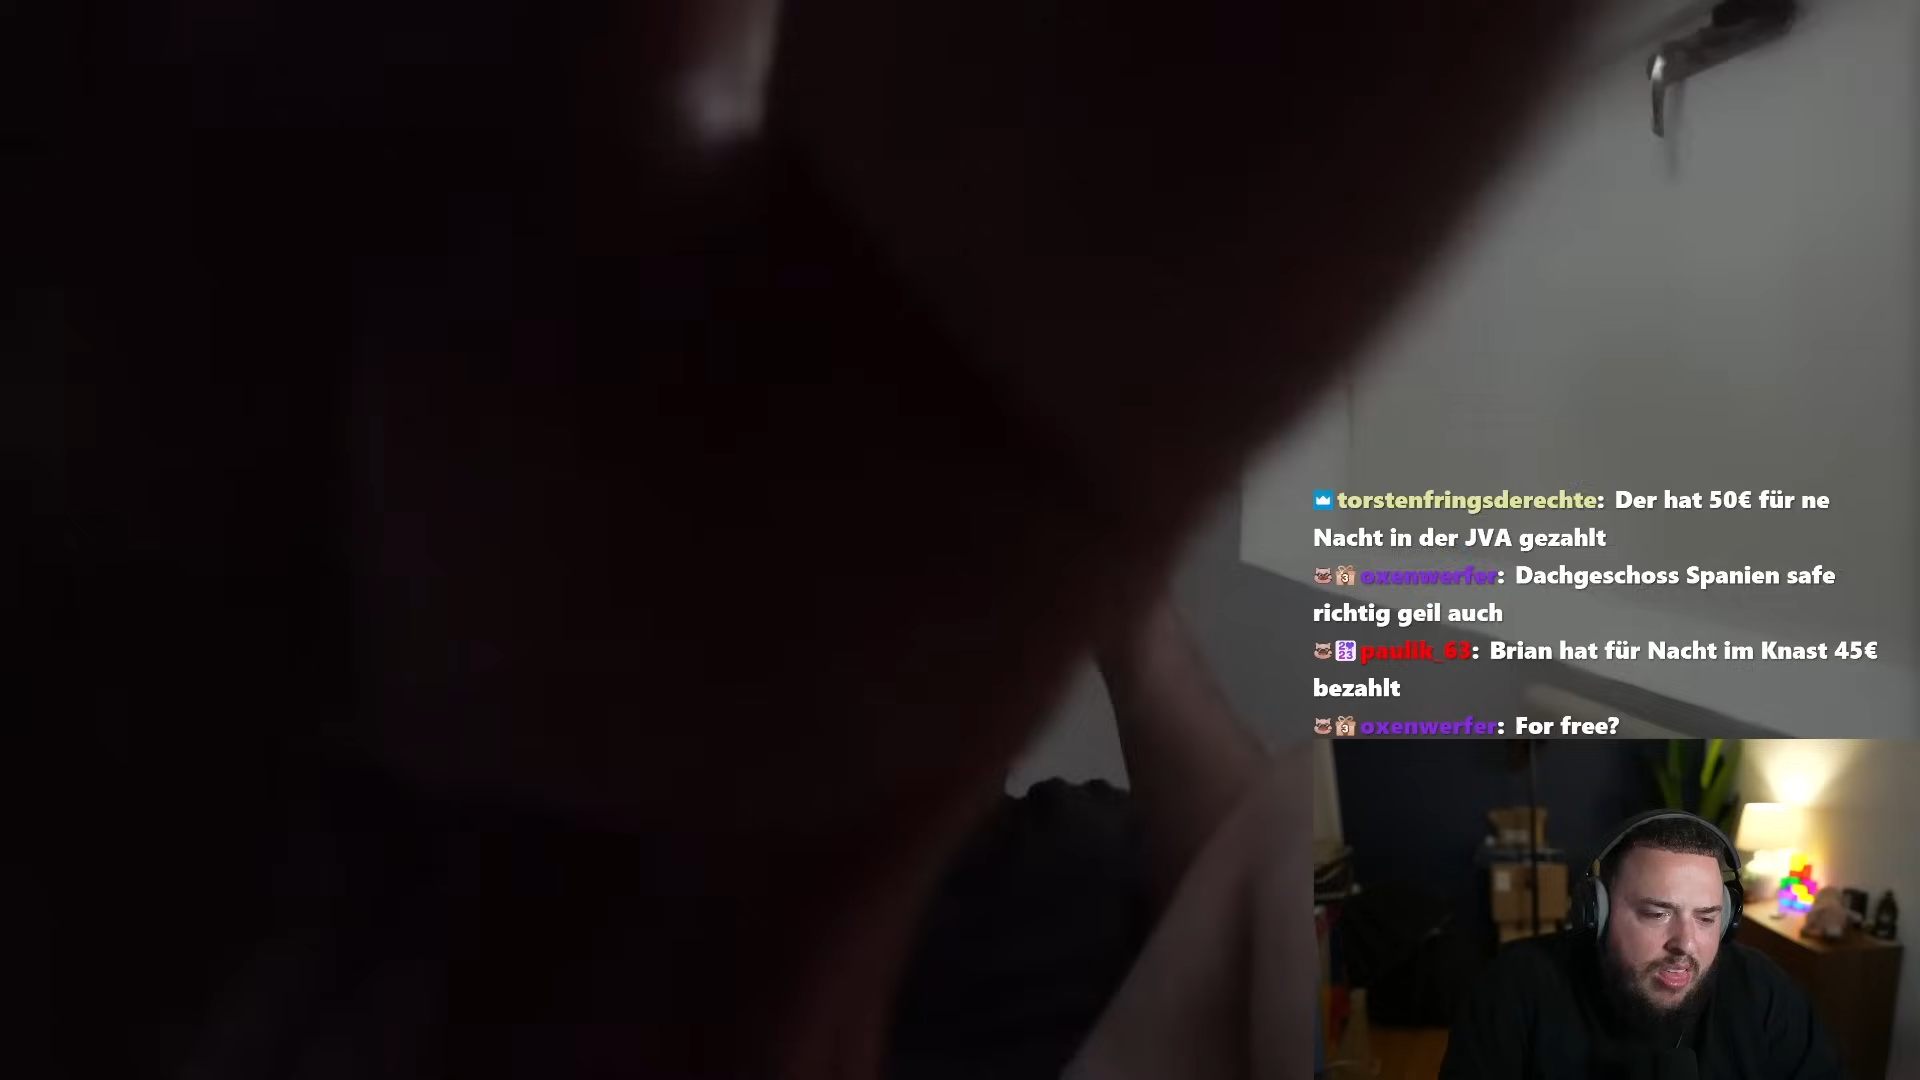 torstenfringsderechte: Der hat 50€ für ne
Nacht in der JVA gezahlt
oxenwerfer: Dachgeschoss Spanien safe
richtig geil auch
paulik_63: Brian hat für Nacht im Knast 45€
bezahlt
oxenwerfer: For free?